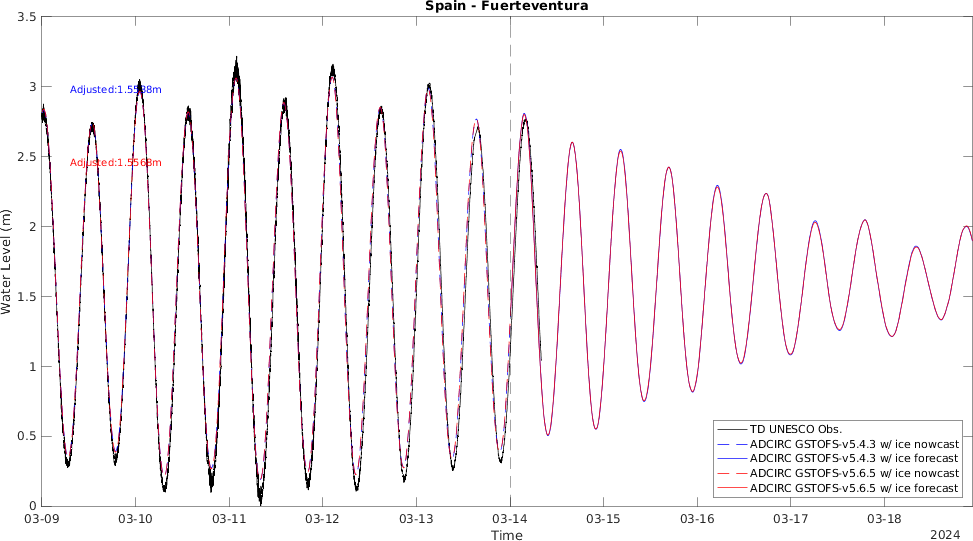 Spain - Fuerteventura
3.5
3
2.5
2
1.5
1
0.5
0
Water Level (m)
Adjusted:1.5538m
Adjusted:1.5568m
TD UNESCO Obs.
ADCIRC GSTOFS-v5.4.3 w/ ice nowcast
ADCIRC GSTOFS-v5.4.3 w/ ice forecast
ADCIRC GSTOFS-v5.6.5 w/ ice nowcast
ADCIRC GSTOFS-v5.6.5 w/ ice forecast
03-09 03-10 03-11 03-12 03-13 03-14 03-15 03-16 03-17 03-18
Time
2024